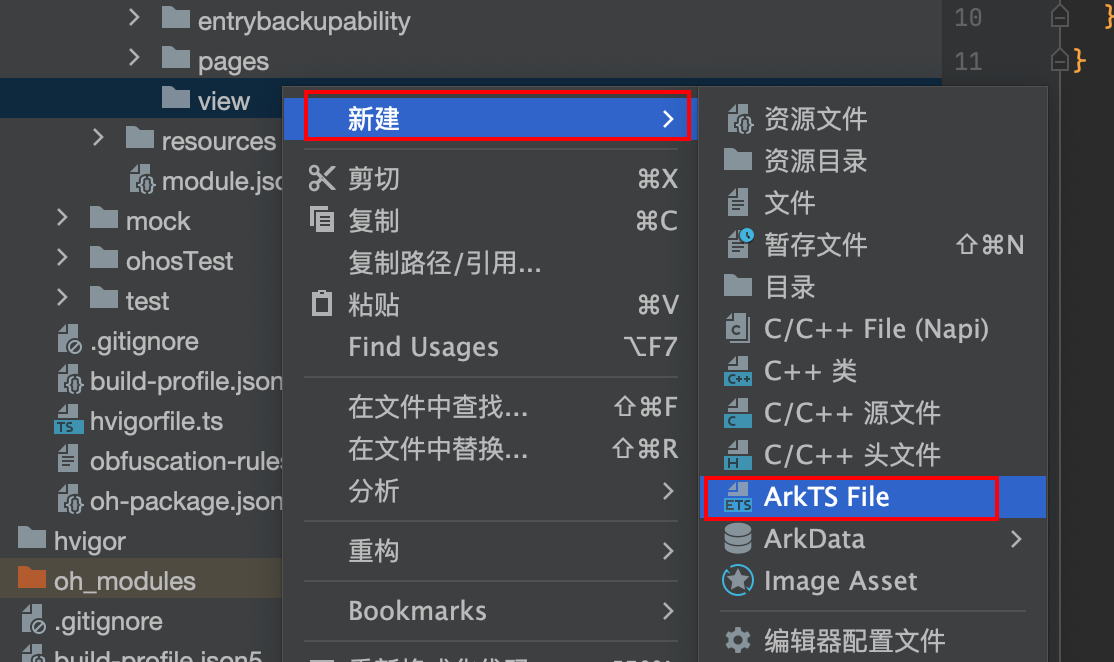 entrybackupability
pages
view
resources
module.jsc
mock
ohosTest
test
.gitignore
build-profile.json
hvigorfile.ts
obfuscation-rules
oh-package.json
hvigor
oh_modules
.gitignore
build-profile.json5
新建
剪切 ⌘X
复制 ⌘C
复制路径/引用...
粘贴 ⌘V
Find Usages ⌥F7
在文件中查找... ⇧⌘F
在文件中替换... ⇧⌘R
分析
重构
Bookmarks
资源文件
资源目录
文件
暂存文件 ⇧⌘N
目录
C/C++ File (Napi)
C++ 类
C/C++ 源文件
C/C++ 头文件
ArkTS File
ArkData
Image Asset
编辑器配置文件
10 }
11 }